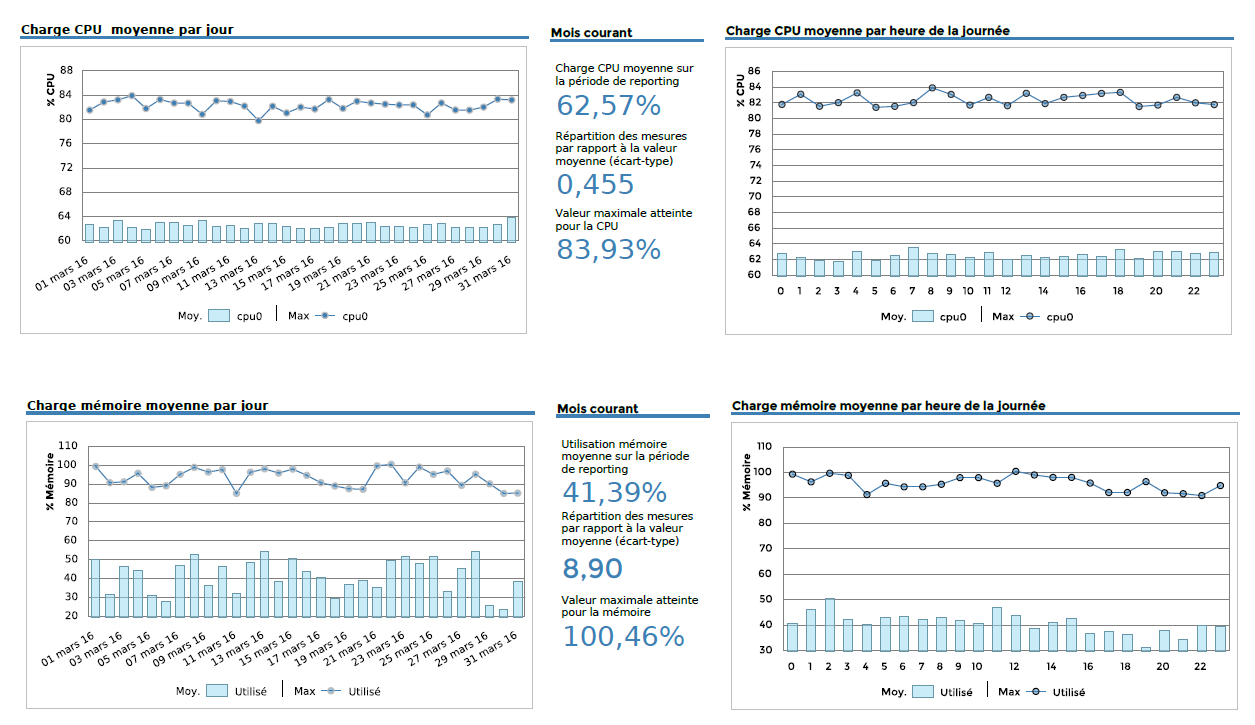 Charge CPU  moyenne par jour
% CPU
88
84
80
76
72
68
64
60
01 mars 16
03 mars 16
05 mars 16
07 mars 16
09 mars 16
11 mars 16
13 mars 16
15 mars 16
17 mars 16
19 mars 16
21 mars 16
23 mars 16
25 mars 16
27 mars 16
29 mars 16
31 mars 16
Moy. cpu0 Max cpu0
Mois courant
Charge CPU moyenne sur
la période de reporting
62,57%
Répartition des mesures
par rapport à la valeur
moyenne (écart-type)
0,455
Valeur maximale atteinte
pour la CPU
83,93%
Charge CPU moyenne par heure de la journée
% CPU
86
84
82
80
78
76
74
72
70
68
66
64
62
60
0 1 2 3 4 5 6 7 8 9 10 11 12 14 16 18 20 22
Moy. cpu0 Max cpu0
Charge mémoire moyenne par jour
% Mémoire
110
100
90
80
70
60
50
40
30
20
01 mars 16
03 mars 16
05 mars 16
07 mars 16
09 mars 16
11 mars 16
13 mars 16
15 mars 16
17 mars 16
19 mars 16
21 mars 16
23 mars 16
25 mars 16
27 mars 16
29 mars 16
31 mars 16
Moy. Utilisé Max Utilisé
Mois courant
Utilisation mémoire
moyenne sur la période
de reporting
41,39%
Répartition des mesures
par rapport à la valeur
moyenne (écart-type)
8,90
Valeur maximale atteinte
pour la mémoire
100,46%
Charge mémoire moyenne par heure de la journée
% Mémoire
110
100
90
80
70
60
50
40
30
0 1 2 3 4 5 6 7 8 9 10 12 14 16 18 20 22
Moy. Utilisé Max Utilisé